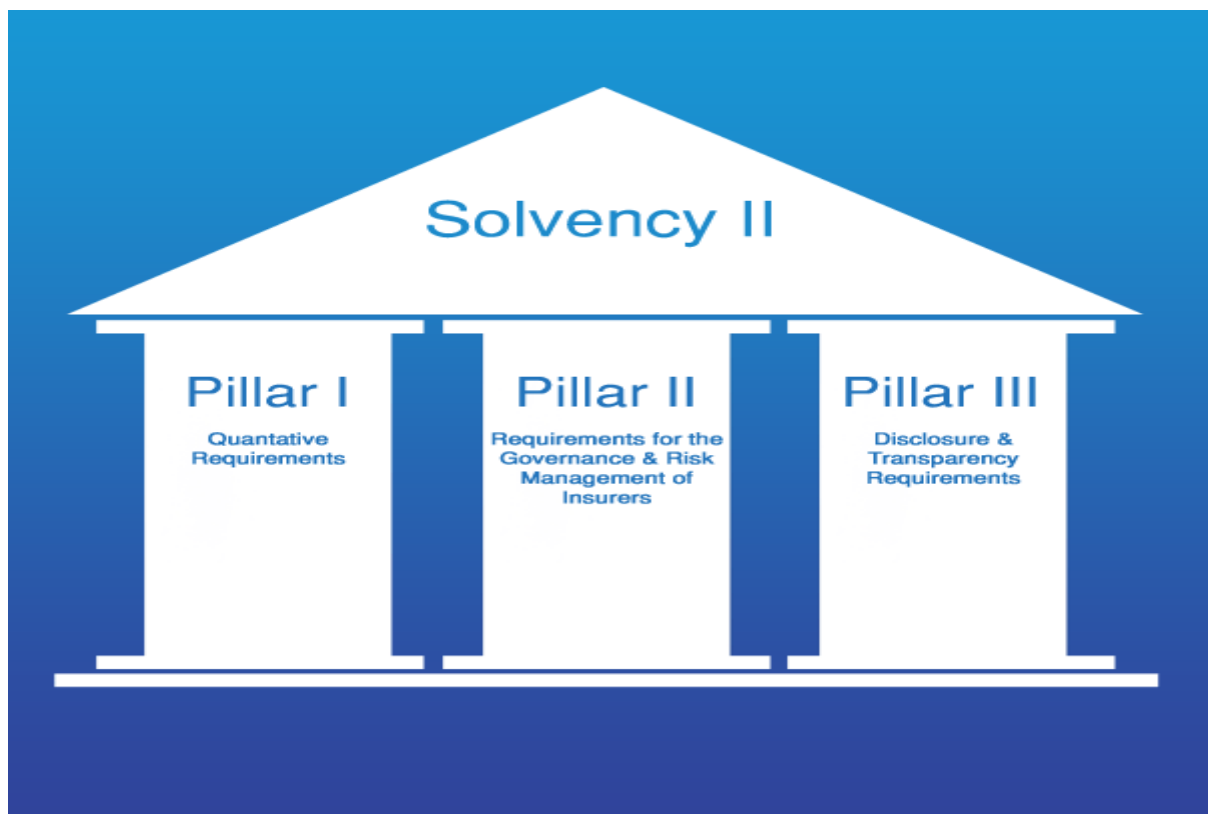 Solvency II
Pillar I
Quantative
Requirements
Pillar II
Requirements for the
Governance & Risk
Management of
Insurers
Pillar III
Disclosure &
Transparency
Requirements